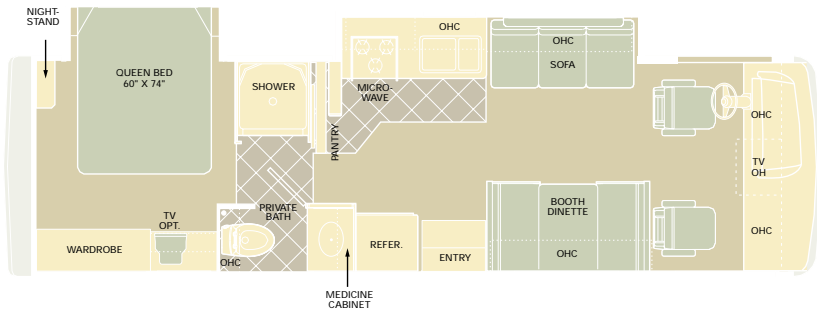 NIGHT-
STAND
QUEEN BED
60" X 74"
SHOWER
OHC
MICRO-
WAVE
PANTRY
OHC
SOFA
OHC
TV
OH
OHC
WARDROBE
TV
OPT.
OHC
PRIVATE
BATH
MEDICINE
CABINET
REFER.
ENTRY
BOOTH
DINETTE
OHC